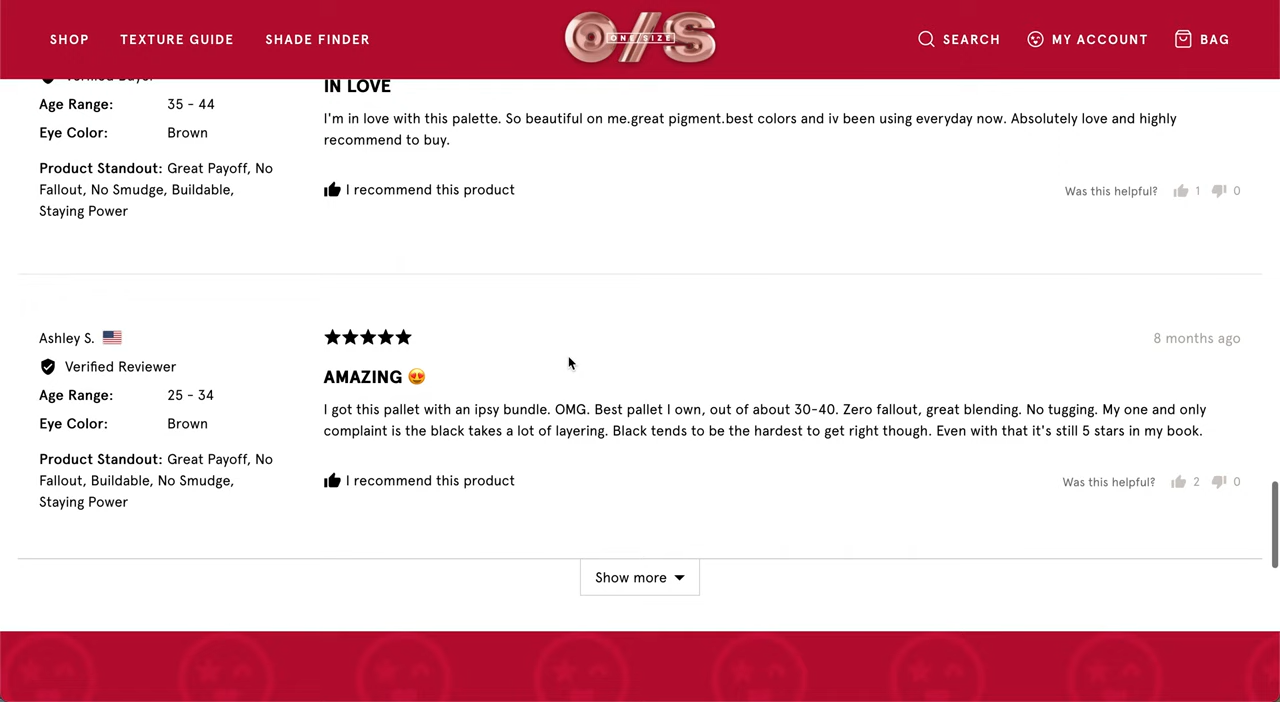 SHOP TEXTURE GUIDE SHADE FINDER O/S ONE/SIZE SEARCH MY ACCOUNT BAG
Verified Buyer
IN LOVE
Age Range: 35 - 44
Eye Color: Brown
Product Standout: Great Payoff, No
Fallout, No Smudge, Buildable,
Staying Power
I'm in love with this palette. So beautiful on me.great pigment.best colors and iv been using everyday now. Absolutely love and highly
recommend to buy.
I recommend this product
Was this helpful? 1 0
Ashley S.
Verified Reviewer
Age Range: 25 - 34
Eye Color: Brown
Product Standout: Great Payoff, No
Fallout, Buildable, No Smudge,
Staying Power
8 months ago
AMAZING 😍
I got this pallet with an ipsy bundle. OMG. Best pallet I own, out of about 30-40. Zero fallout, great blending. No tugging. My one and only
complaint is the black takes a lot of layering. Black tends to be the hardest to get right though. Even with that it's still 5 stars in my book.
I recommend this product
Was this helpful? 2 0
Show more